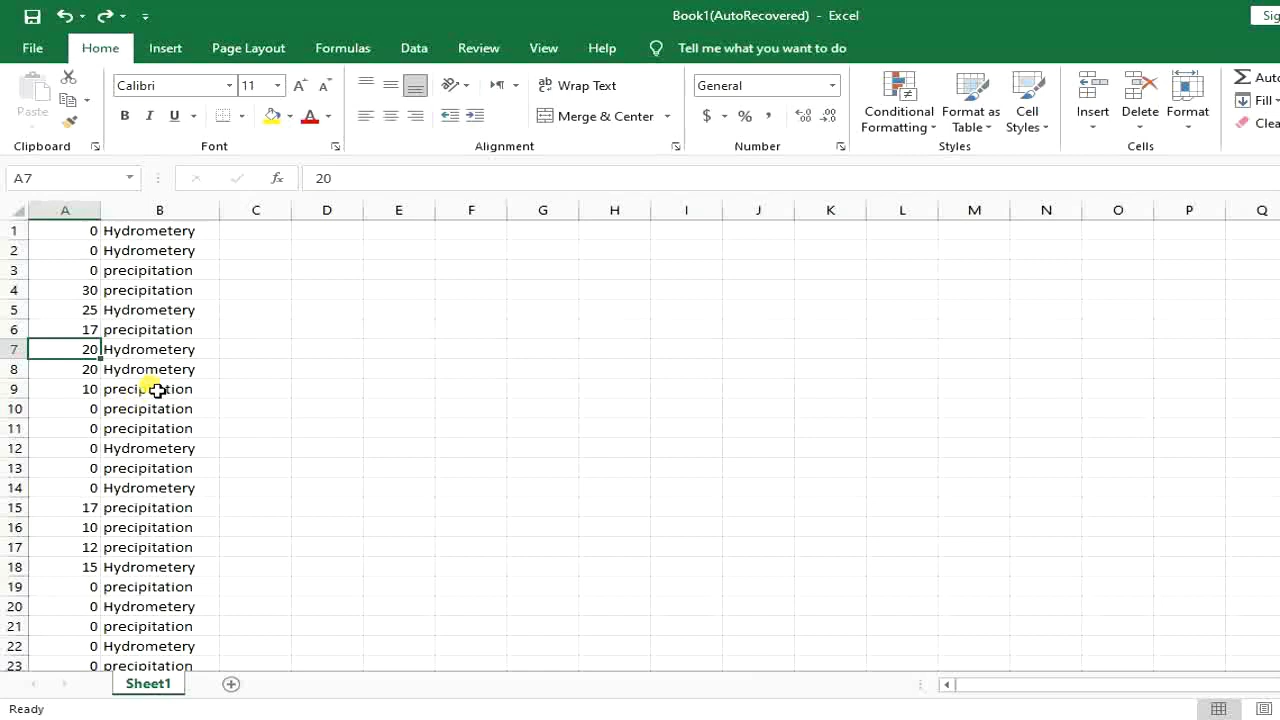 Book1(AutoRecovered) - Excel
Sig
File Home Insert Page Layout Formulas Data Review View Help Tell me what you want to do
Calibri 11 Wrap Text General Auto
Paste B I U Merge & Center $ % , Conditional Formatting Format as Table Cell Styles Insert Delete Format Fill
Clea
Clipboard Font Alignment Number Styles Cells
A7 fx 20
A B C D E F G H I J K L M N O P Q
1 0 Hydrometery
2 0 Hydrometery
3 0 precipitation
4 30 precipitation
5 25 Hydrometery
6 17 precipitation
7 20 Hydrometery
8 20 Hydrometery
9 10 precipitation
10 0 precipitation
11 0 precipitation
12 0 Hydrometery
13 0 precipitation
14 0 Hydrometery
15 17 precipitation
16 10 precipitation
17 12 precipitation
18 15 Hydrometery
19 0 precipitation
20 0 Hydrometery
21 0 precipitation
22 0 Hydrometery
23 0 precipitation
Sheet1
Ready